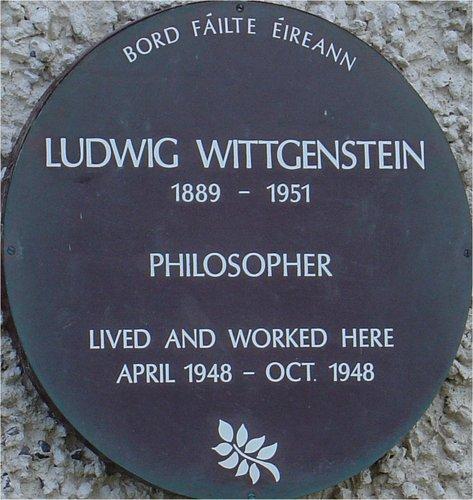 BORD FÁILTE ÉIREANN
LUDWIG WITTGENSTEIN
1889 – 1951
PHILOSOPHER
LIVED AND WORKED HERE
APRIL 1948 – OCT. 1948